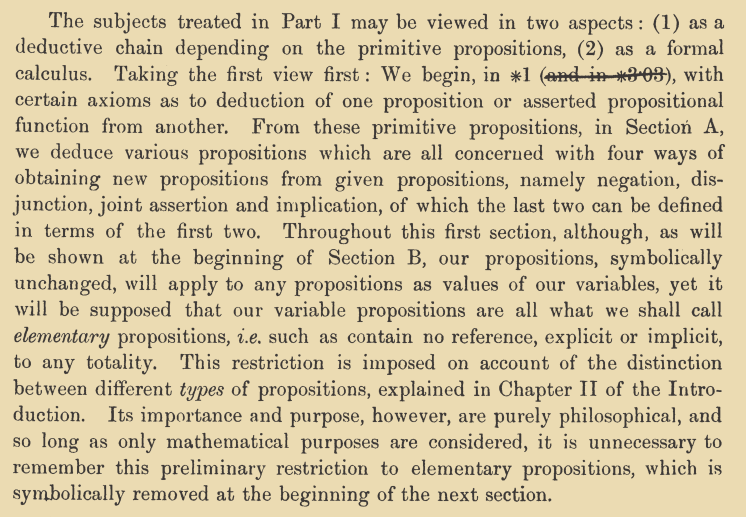 The subjects treated in Part I may be viewed in two aspects: (1) as a
deductive chain depending on the primitive propositions, (2) as a formal
calculus. Taking the first view first: We begin, in *1 (and in *3·03), with
certain axioms as to deduction of one proposition or asserted propositional
function from another. From these primitive propositions, in Section A,
we deduce various propositions which are all concerned with four ways of
obtaining new propositions from given propositions, namely negation, dis-
junction, joint assertion and implication, of which the last two can be defined
in terms of the first two. Throughout this first section, although, as will
be shown at the beginning of Section B, our propositions, symbolically
unchanged, will apply to any propositions as values of our variables, yet it
will be supposed that our variable propositions are all what we shall call
elementary propositions, i.e. such as contain no reference, explicit or implicit,
to any totality. This restriction is imposed on account of the distinction
between different types of propositions, explained in Chapter II of the Intro-
duction. Its importance and purpose, however, are purely philosophical, and
so long as only mathematical purposes are considered, it is unnecessary to
remember this preliminary restriction to elementary propositions, which is
symbolically removed at the beginning of the next section.